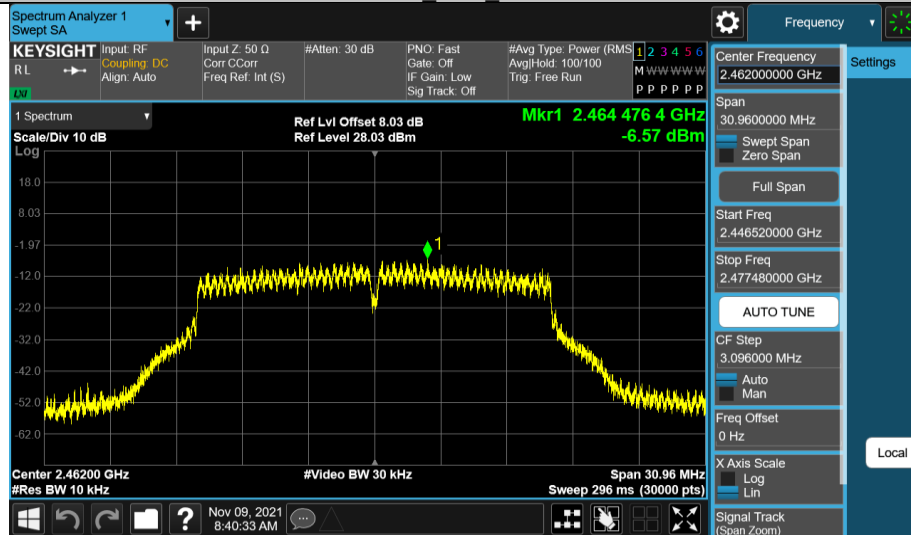 Spectrum Analyzer 1
Swept SA
+
Frequency
KEYSIGHT
Input: RF
Input Z: 50 Ω
#Atten: 30 dB
PNO: Fast
#Avg Type: Power (RMS
1 2 3 4 5 6
R L
Coupling: DC
Corr CCorr
Gate: Off
Avg|Hold: 100/100
M W W W W W
Align: Auto
Freq Ref: Int (S)
IF Gain: Low
Trig: Free Run
Sig Track: Off
P P P P P P
LXI
1 Spectrum
Ref Lvl Offset 8.03 dB
Mkr1 2.464 476 4 GHz
Scale/Div 10 dB
Ref Level 28.03 dBm
-6.57 dBm
Log
18.0
8.03
-1.97
-12.0
-22.0
-32.0
-42.0
-52.0
-62.0
1
Center 2.46200 GHz
#Video BW 30 kHz
Span 30.96 MHz
#Res BW 10 kHz
Sweep 296 ms (30000 pts)
?
Nov 09, 2021
8:40:33 AM
Center Frequency
2.462000000 GHz
Span
30.9600000 MHz
Swept Span
Zero Span
Full Span
Start Freq
2.446520000 GHz
Stop Freq
2.477480000 GHz
AUTO TUNE
CF Step
3.096000 MHz
Auto
Man
Freq Offset
0 Hz
X Axis Scale
Log
Lin
Signal Track
(Span Zoom)
Settings
Local